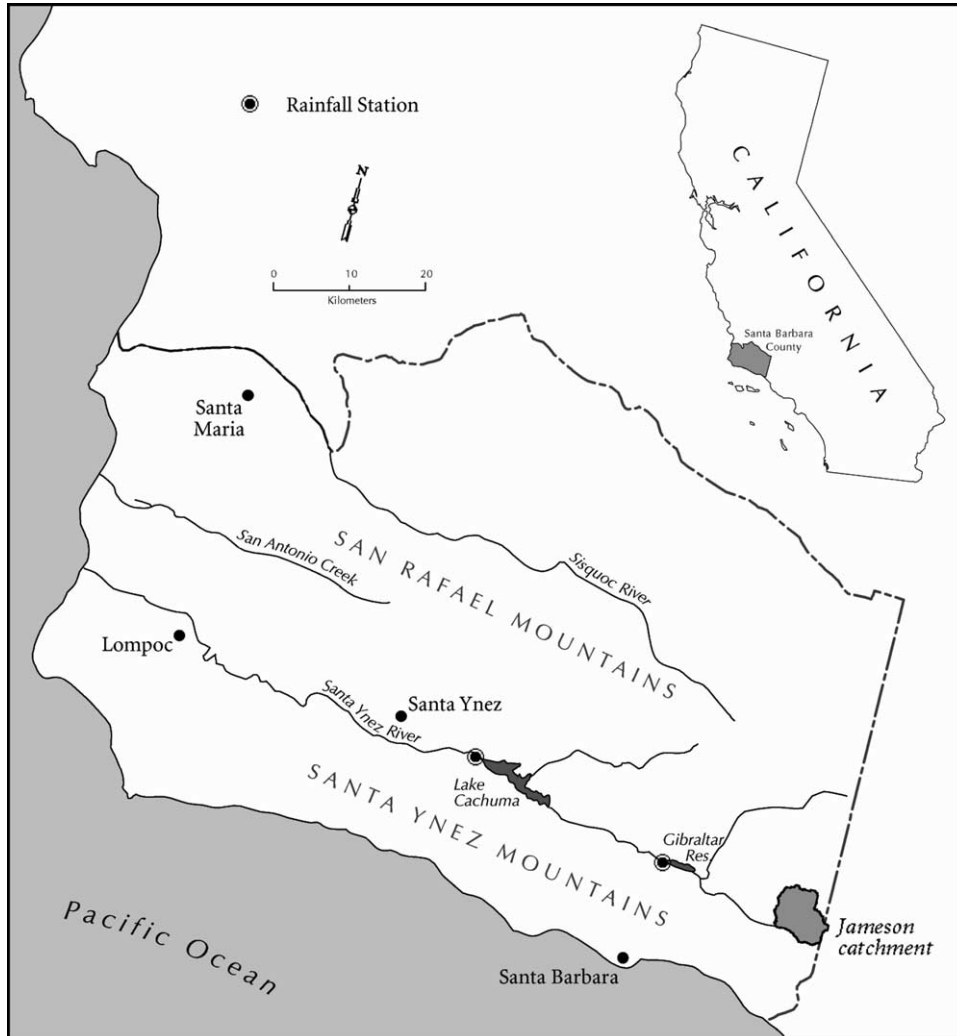 Rainfall Station
N
0 10 20
Kilometers
CALIFORNIA
Santa Barbara
County
Santa
Maria
San Antonio Creek
SAN RAFAEL MOUNTAINS
Sisquoc River
Lompoc
Santa Ynez
Santa Ynez River
Lake
Cachuma
SANTA YNEZ MOUNTAINS
Gibraltar
Res.
Jameson
catchment
Pacific Ocean
Santa Barbara